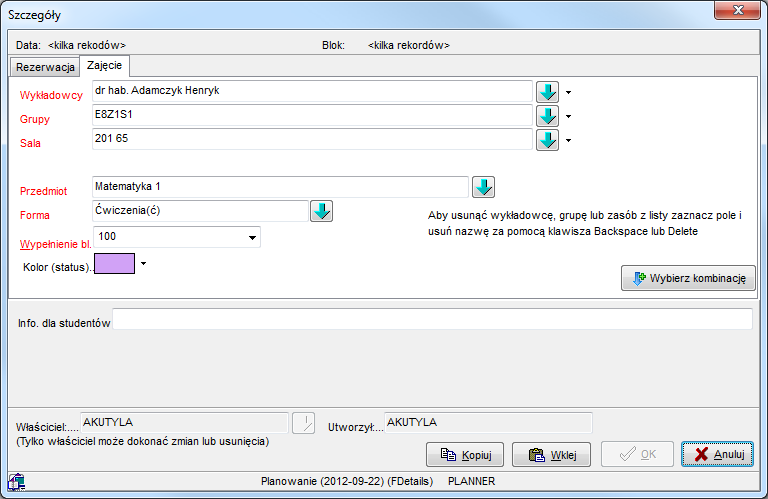 Szczegóły
Data: <kilka rekodów> Blok: <kilka rekordów>
Rezerwacja Zajęcie
Wykładowcy dr hab. Adamczyk Henryk
Grupy E8Z1S1
Sala 201 65
Przedmiot Matematyka 1
Forma Ćwiczenia(ć)
Aby usunąć wykładowcę, grupę lub zasób z listy zaznacz pole i
usuń nazwę za pomocą klawisza Backspace lub Delete
Wypełnienie bl. 100
Kolor (status)..
Wybierz kombinację
Info. dla studentów
Właściciel:.... AKUTYLA Utworzył:... AKUTYLA
(Tylko właściciel może dokonać zmian lub usunięcia)
Kopiuj Wklej OK Anuluj
Planowanie (2012-09-22) (FDetails) PLANNER